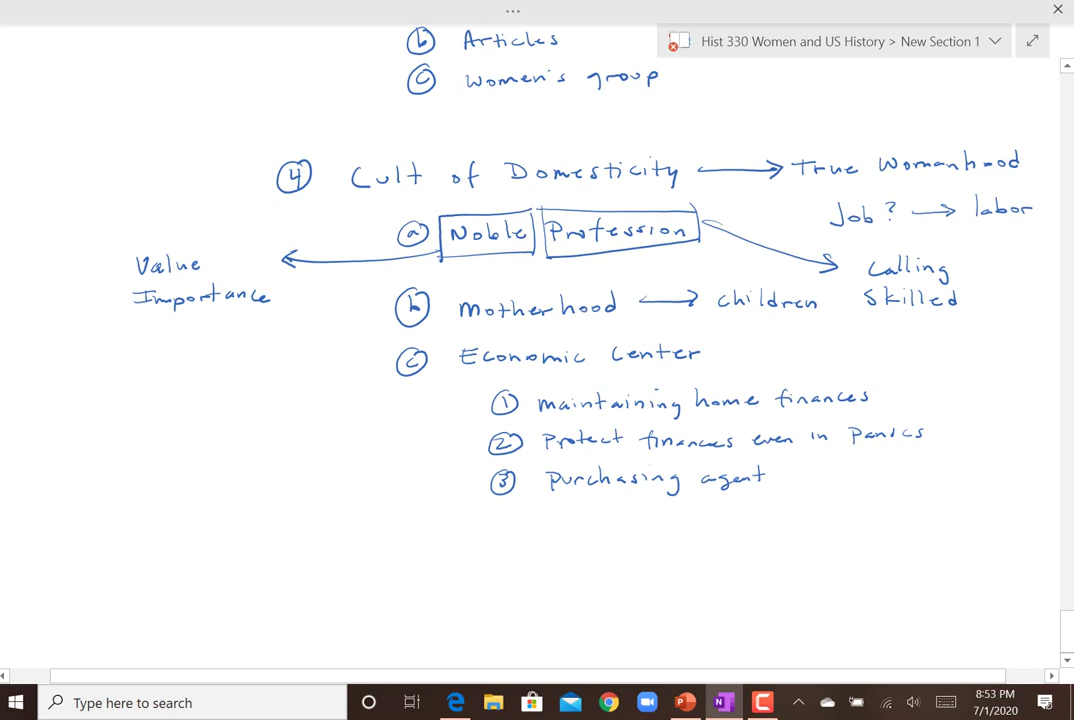 Hist 330 Women and US History > New Section 1
ⓑ Articles
ⓒ Women's group
④ Cult of Domesticity → True Womanhood
Job? → labor
ⓐ Noble Profession
Value
Importance
Calling
Skilled
ⓑ Motherhood ↔ children
ⓒ Economic Center
① maintaining home finances
② Protect finances even in Panics
③ Purchasing agent
Type here to search
8:53 PM
7/1/2020